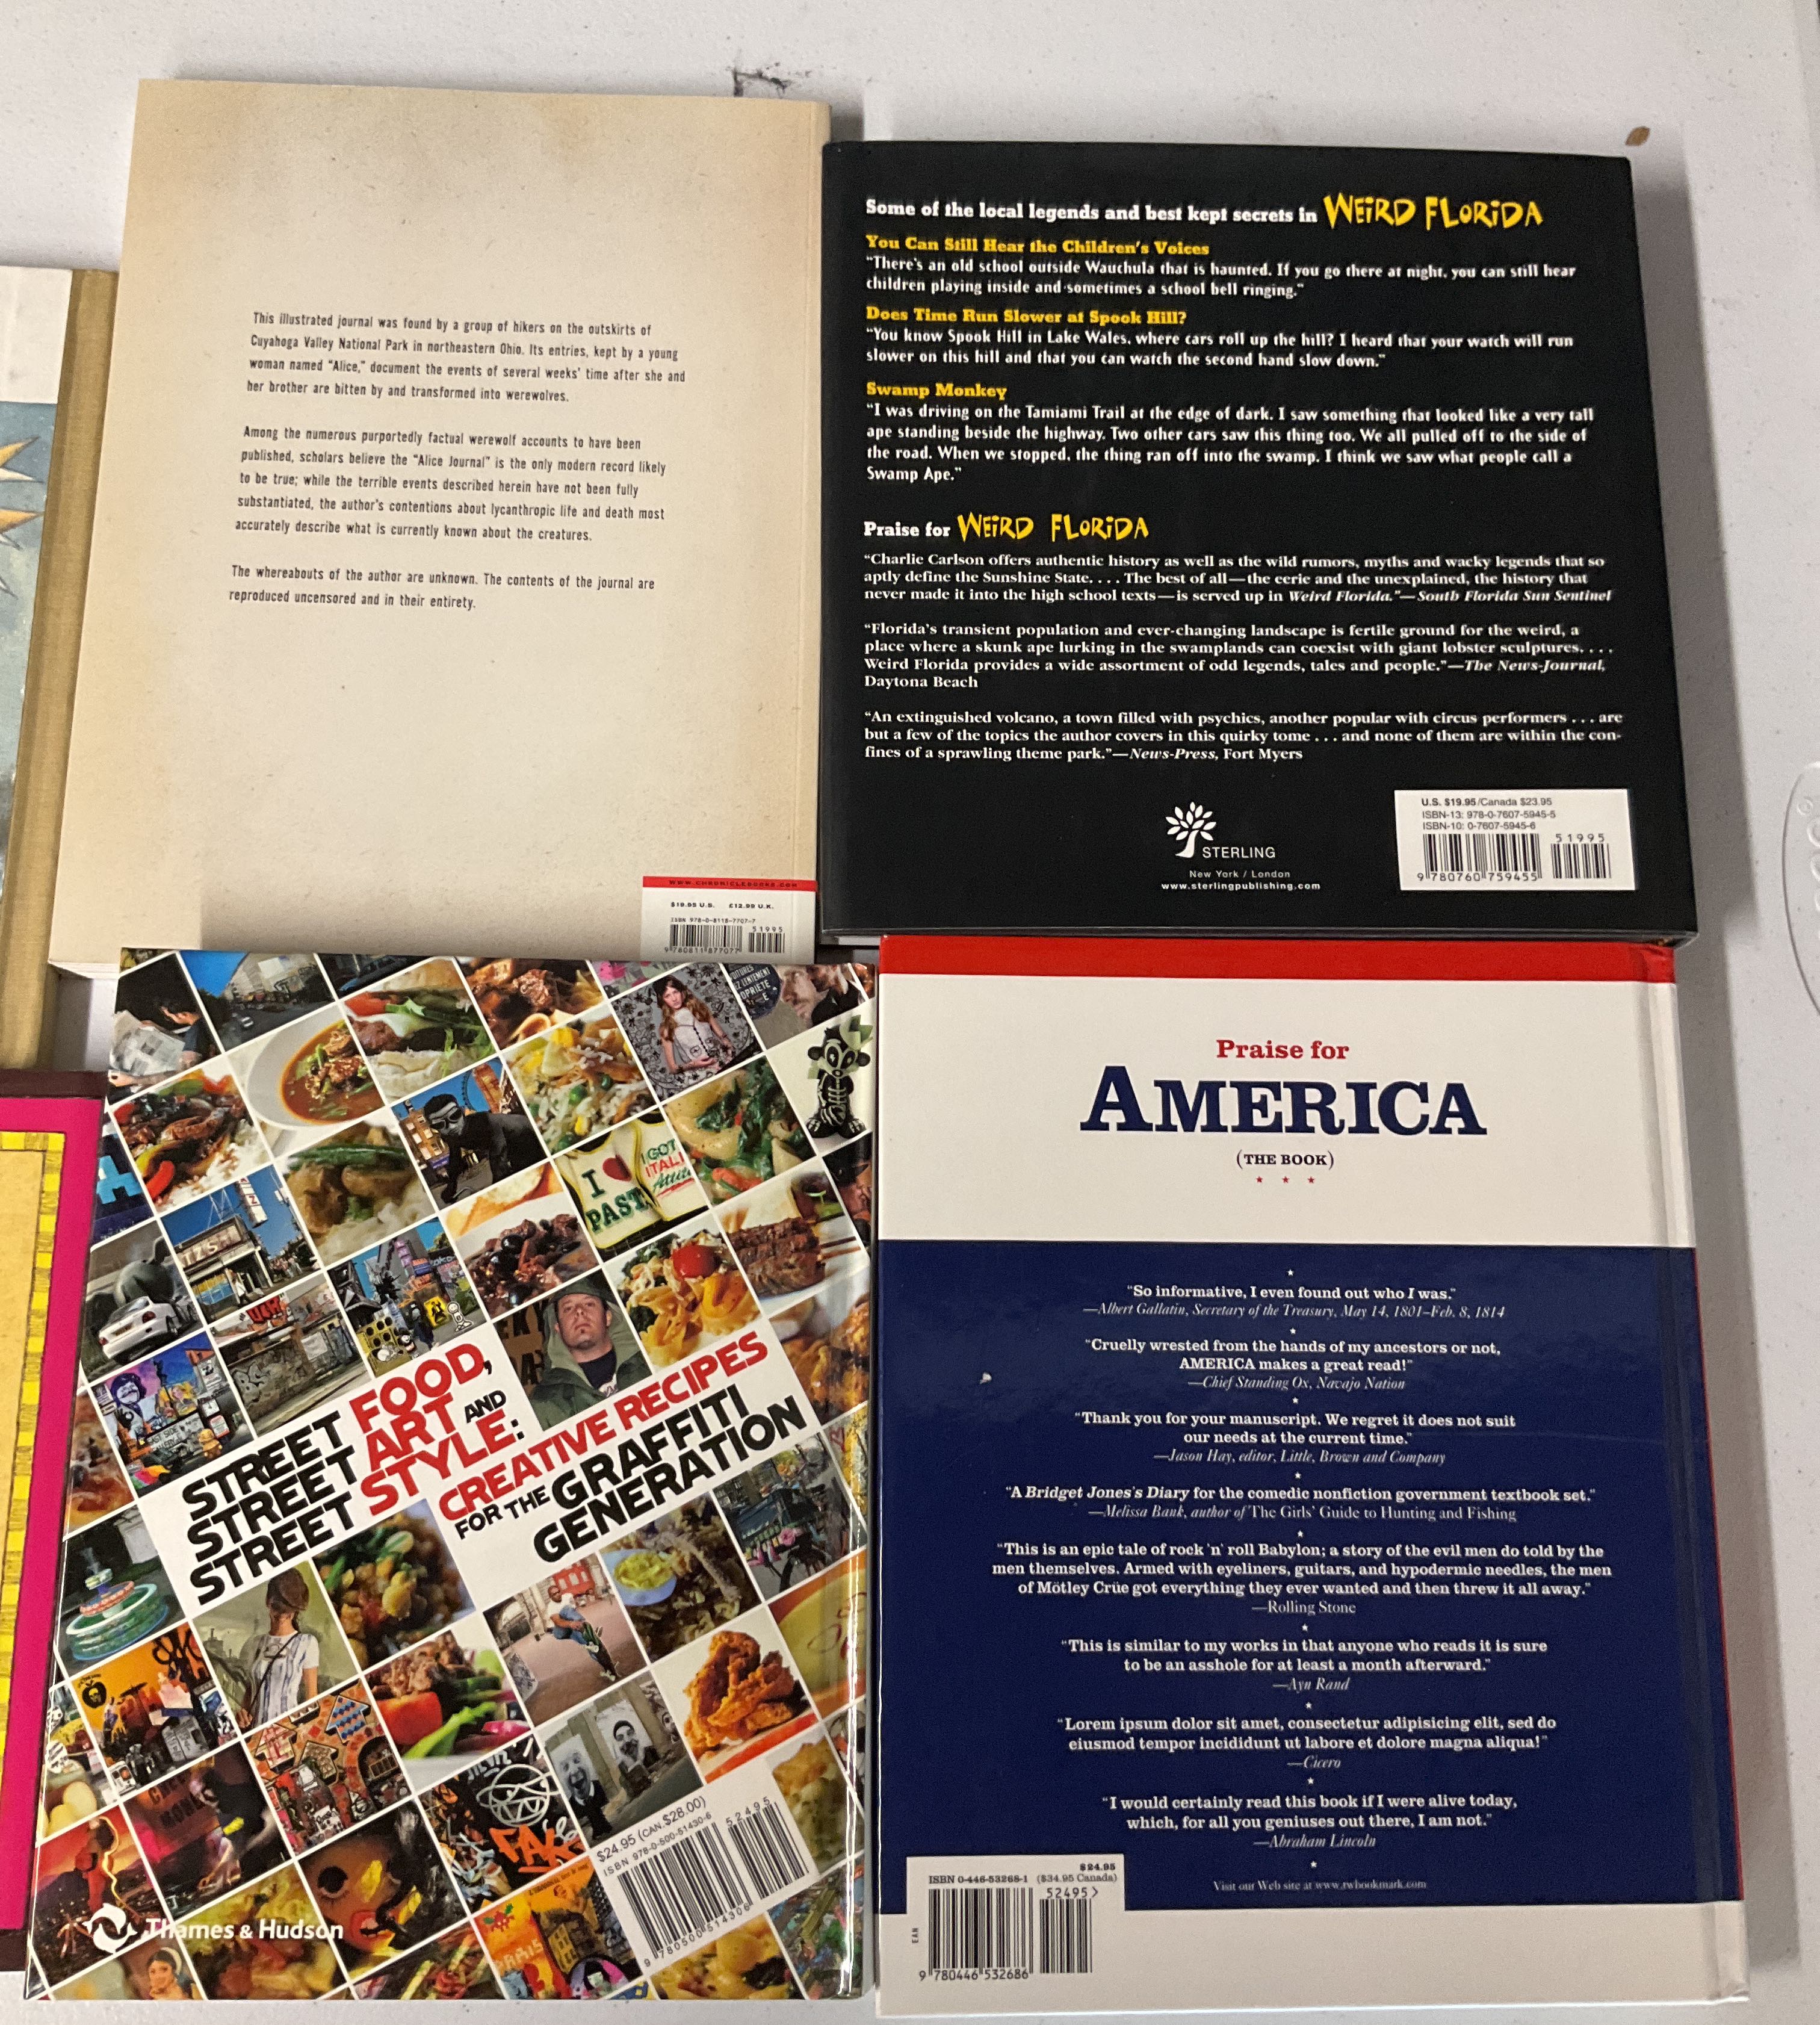 This illustrated journal was found by a group of hikers on the outskirts of
Cuyahoga Valley National Park in northeastern Ohio. Its entries, kept by a young
woman named “Alice,” document the events of several weeks’ time after she and
her brother are bitten by and transformed into werewolves.
Among the numerous purportedly factual werewolf accounts to have been
published, scholars believe the “Alice Journal” is the only modern record likely
to be true; while the terrible events described herein have not been fully
substantiated, the author’s contentions about lycanthropic life and death most
accurately describe what is currently known about the creatures.
The whereabouts of the author are unknown. The contents of the journal are
reproduced uncensored and in their entirety.
WWW.CHRONICLEBOOKS.COM
$19.95 U.S. £12.99 U.K.
ISBN 978-0-8118-7707-7
51995
9 780811 877077
Some of the local legends and best kept secrets in WEiRD FLORiDA
You Can Still Hear the Children’s Voices
“There’s an old school outside Wauchula that is haunted. If you go there at night, you can still hear
children playing inside and sometimes a school bell ringing.”
Does Time Run Slower at Spook Hill?
“You know Spook Hill in Lake Wales, where cars roll up the hill? I heard that your watch will run
slower on this hill and that you can watch the second hand slow down.”
Swamp Monkey
“I was driving on the Tamiami Trail at the edge of dark. I saw something that looked like a very tall
ape standing beside the highway. Two other cars saw this thing too. We all pulled off to the side of
the road. When we stopped, the thing ran off into the swamp. I think we saw what people call a
Swamp Ape.”
Praise for WEiRD FLORiDA
“Charlie Carlson offers authentic history as well as the wild rumors, myths and wacky legends that so
aptly define the Sunshine State. . . . The best of all—the eerie and the unexplained, the history that
never made it into the high school texts—is served up in Weird Florida.”—South Florida Sun Sentinel
“Florida’s transient population and ever-changing landscape is fertile ground for the weird, a
place where a skunk ape lurking in the swamplands can coexist with giant lobster sculptures. . . .
Weird Florida provides a wide assortment of odd legends, tales and people.”—The News-Journal,
Daytona Beach
“An extinguished volcano, a town filled with psychics, another popular with circus performers . . . are
but a few of the topics the author covers in this quirky tome . . . and none of them are within the con-
fines of a sprawling theme park.”—News-Press, Fort Myers
STERLING
New York / London
www.sterlingpublishing.com
U.S. $19.95/Canada $23.95
ISBN-13: 978-0-7607-5945-5
ISBN-10: 0-7607-5945-6
51995
9 780760 759455
I GOT
ITALI
I
PAST
STREET FOOD,
STREET ART AND
STREET STYLE:
CREATIVE RECIPES
FOR THE GRAFFITI
GENERATION
$24.95 (CAN.$28.00)
ISBN 978-0-500-51430-6
52495
9 780500 514306
Thames & Hudson
Praise for
AMERICA
(THE BOOK)
“So informative, I even found out who I was.”
—Albert Gallatin, Secretary of the Treasury, May 14, 1801–Feb. 8, 1814
“Cruelly wrested from the hands of my ancestors or not,
AMERICA makes a great read!”
—Chief Standing Ox, Navajo Nation
“Thank you for your manuscript. We regret it does not suit
our needs at the current time.”
—Jason Hay, editor, Little, Brown and Company
“A Bridget Jones’s Diary for the comedic nonfiction government textbook set.”
—Melissa Bank, author of The Girls’ Guide to Hunting and Fishing
“This is an epic tale of rock ’n’ roll Babylon; a story of the evil men do told by the
men themselves. Armed with eyeliners, guitars, and hypodermic needles, the men
of Mötley Crüe got everything they ever wanted and then threw it all away.”
—Rolling Stone
“This is similar to my works in that anyone who reads it is sure
to be an asshole for at least a month afterward.”
—Ayn Rand
“Lorem ipsum dolor sit amet, consectetur adipisicing elit, sed do
eiusmod tempor incididunt ut labore et dolore magna aliqua!”
—Cicero
“I would certainly read this book if I were alive today,
which, for all you geniuses out there, I am not.”
—Abraham Lincoln
Visit our Web site at www.twbookmark.com
$24.95
ISBN 0-446-53268-1 ($34.95 Canada)
52495>
EAN
9 780446 532686